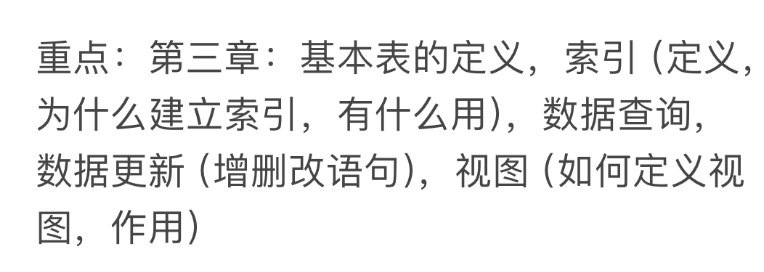 重点：第三章：基本表的定义，索引（定义，
为什么建立索引，有什么用），数据查询，
数据更新（增删改语句），视图（如何定义视
图，作用）